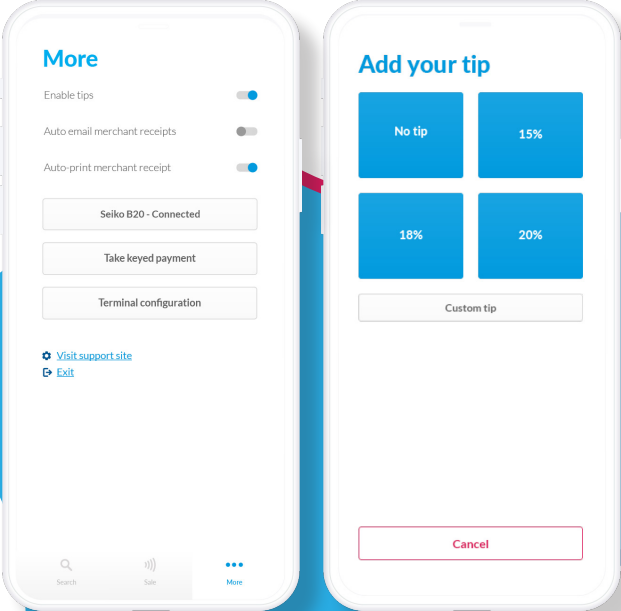 More
Enable tips
Auto email merchant receipts
Auto-print merchant receipt
Seiko B20 - Connected
Take keyed payment
Terminal configuration
Visit support site
Exit
Search
Sale
More
Add your tip
No tip
15%
18%
20%
Custom tip
Cancel